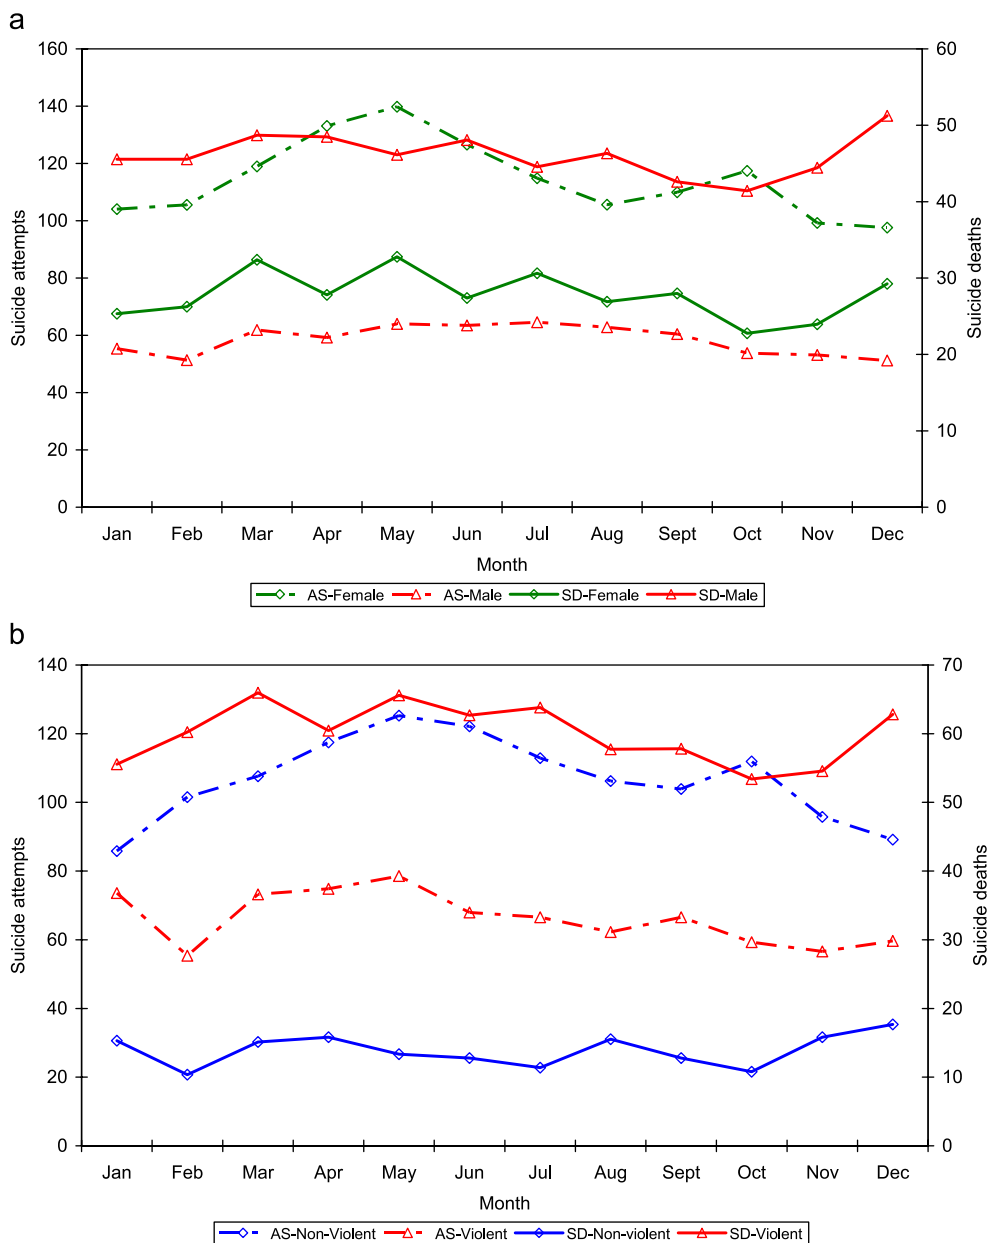 a
160
140
120
100
80
60
40
20
0
Suicide attempts
60
50
40
30
20
10
0
Suicide deaths
Jan Feb Mar Apr May Jun Jul Aug Sept Oct Nov Dec
Month
AS-Female AS-Male SD-Female SD-Male
b
140
120
100
80
60
40
20
0
Suicide attempts
70
60
50
40
30
20
10
0
Suicide deaths
Jan Feb Mar Apr May Jun Jul Aug Sept Oct Nov Dec
Month
AS-Non-Violent AS-Violent SD-Non-violent SD-Violent